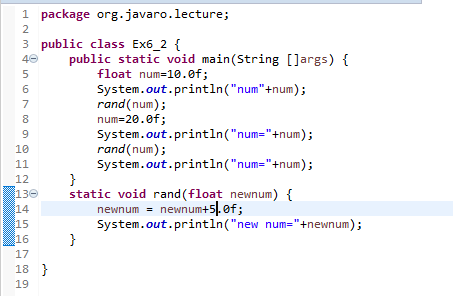 1 package org.javaro.lecture;
2
3 public class Ex6_2 {
4 public static void main(String []args) {
5 float num=10.0f;
6 System.out.println("num"+num);
7 rand(num);
8 num=20.0f;
9 System.out.println("num="+num);
10 rand(num);
11 System.out.println("num="+num);
12 }
13 static void rand(float newnum) {
14 newnum = newnum+5.0f;
15 System.out.println("new num="+newnum);
16 }
17
18 }
19